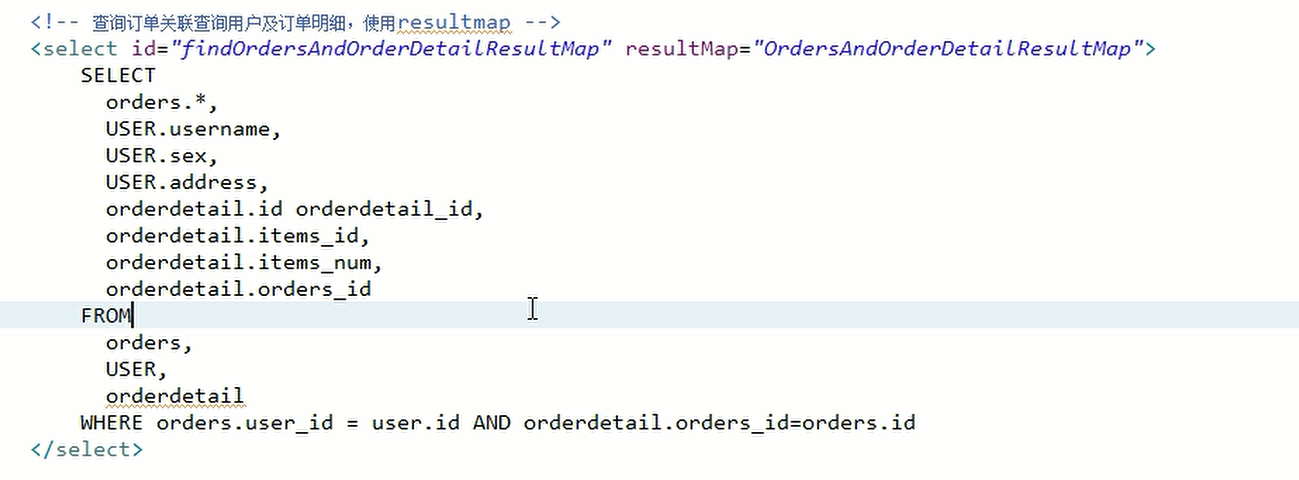 <!-- 查询订单关联查询用户及订单明细，使用resultmap -->
<select id="findOrdersAndOrderDetailResultMap" resultMap="OrdersAndOrderDetailResultMap">
SELECT
orders.*,
USER.username,
USER.sex,
USER.address,
orderdetail.id orderdetail_id,
orderdetail.items_id,
orderdetail.items_num,
orderdetail.orders_id
FROM
orders,
USER,
orderdetail
WHERE orders.user_id = user.id AND orderdetail.orders_id=orders.id
</select>